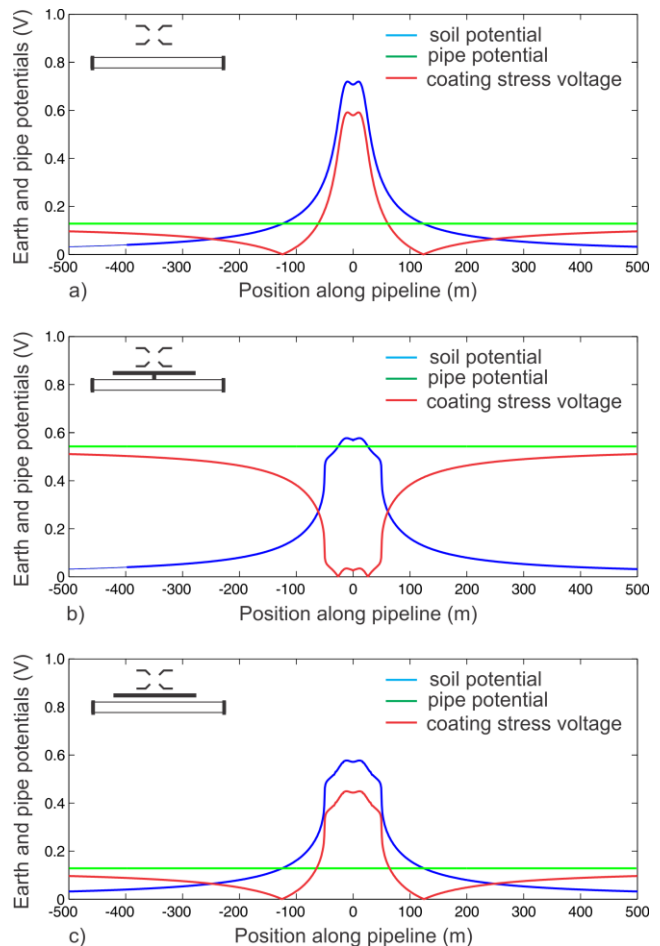 Earth and pipe potentials (V)
1.0
0.8
0.6
0.4
0.2
0
soil potential
pipe potential
coating stress voltage
-500 -400 -300 -200 -100 0 100 200 300 400 500
a) Position along pipeline (m)
Earth and pipe potentials (V)
1.0
0.8
0.6
0.4
0.2
0
soil potential
pipe potential
coating stress voltage
-500 -400 -300 -200 -100 0 100 200 300 400 500
b) Position along pipeline (m)
Earth and pipe potentials (V)
1.0
0.8
0.6
0.4
0.2
0
soil potential
pipe potential
coating stress voltage
-500 -400 -300 -200 -100 0 100 200 300 400 500
c) Position along pipeline (m)